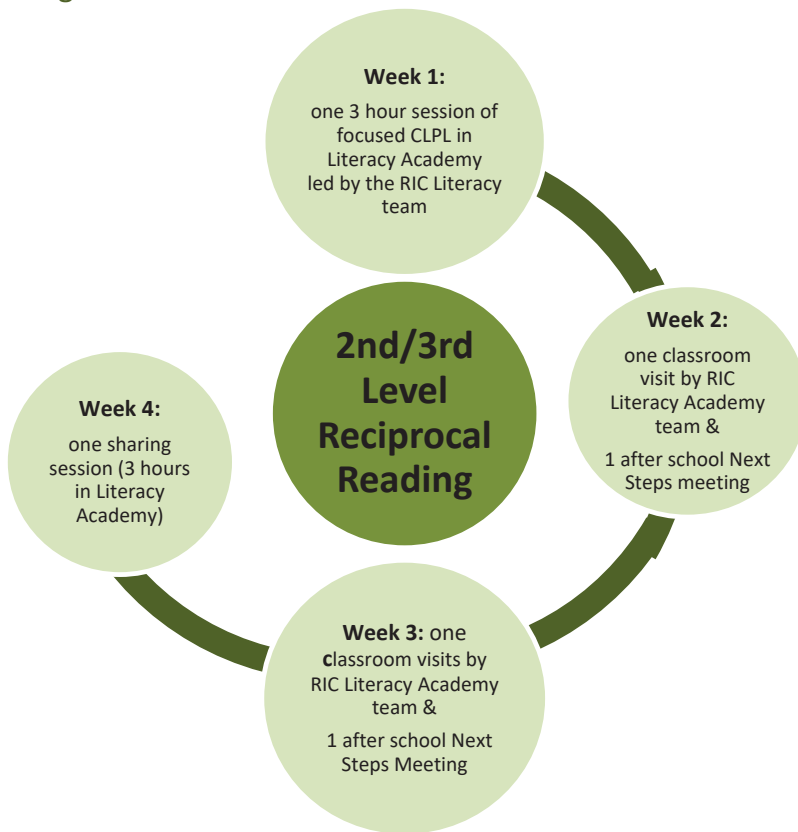 Week 1:
one 3 hour session of
focused CLPL in
Literacy Academy
led by the RIC Literacy
team
2nd/3rd
Level
Reciprocal
Reading
Week 2:
one classroom
visit by RIC
Literacy Academy
team &
1 after school Next
Steps meeting
Week 3: one
classroom visits by
RIC Literacy Academy
team &
1 after school Next
Steps Meeting
Week 4:
one sharing
session (3 hours
in Literacy
Academy)